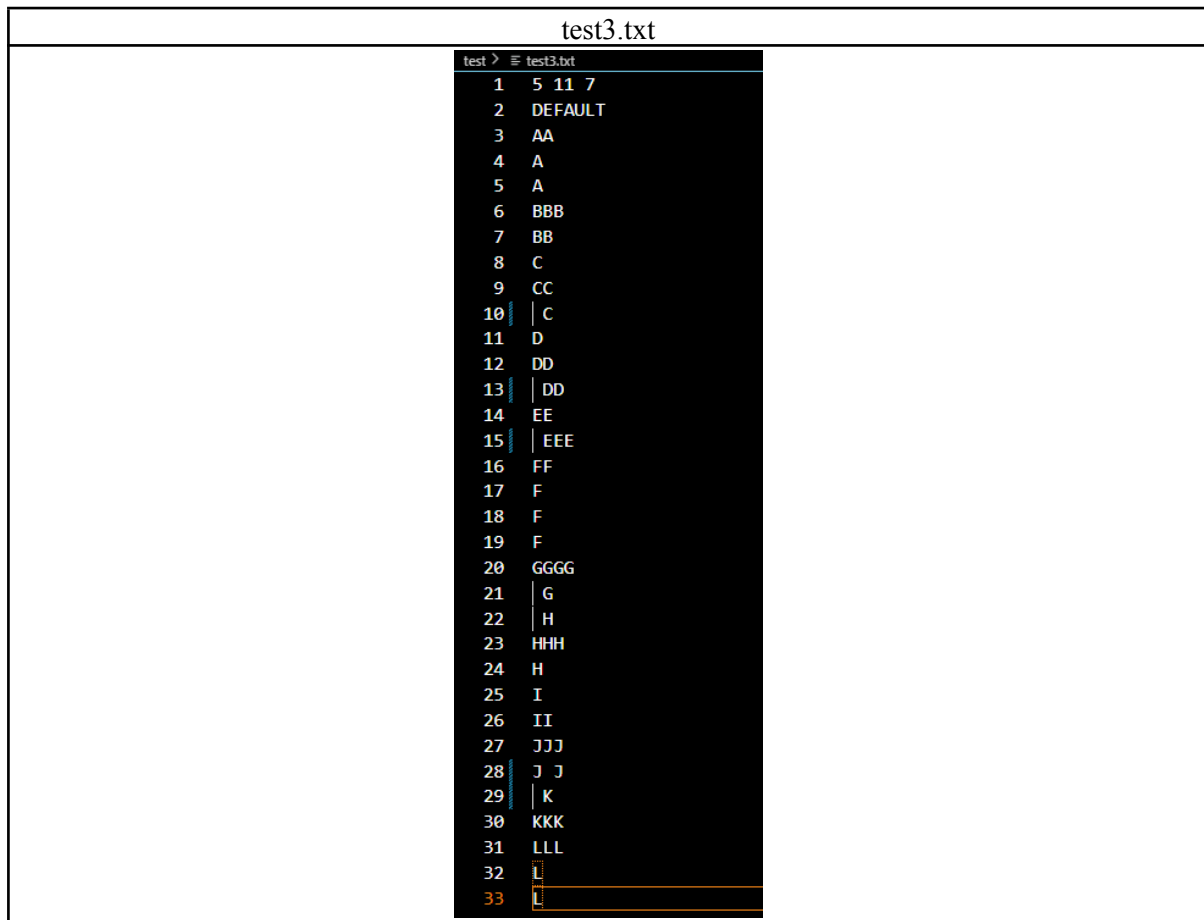 test3.txt
test > test3.txt
1 5 11 7
2 DEFAULT
3 AA
4 A
5 A
6 BBB
7 BB
8 C
9 CC
10  C
11 D
12 DD
13  DD
14 EE
15  EEE
16 FF
17 F
18 F
19 F
20 GGGG
21  G
22  H
23 HHH
24 H
25 I
26 II
27 JJJ
28 J J
29  K
30 KKK
31 LLL
32 L
33 L